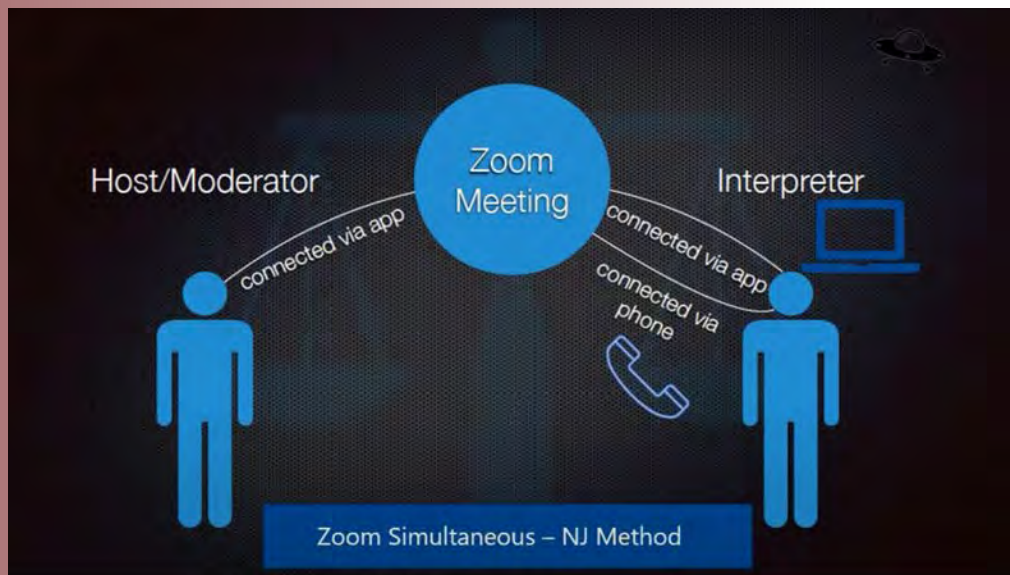 Zoom
Meeting
Host/Moderator
Interpreter
connected via app
connected via app
connected via
phone
Zoom Simultaneous – NJ Method